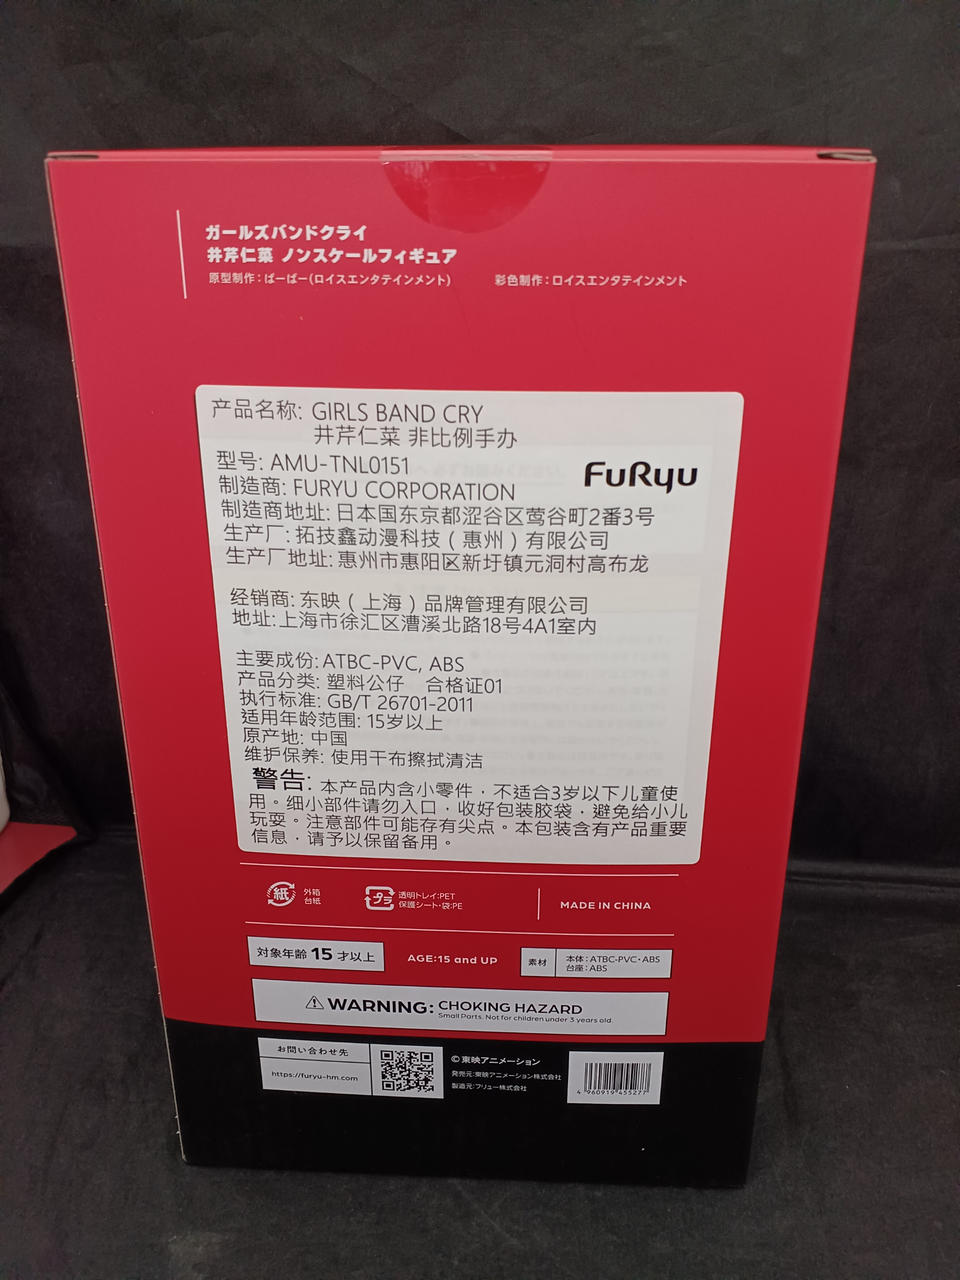 ガールズバンドクライ
井芹仁菜 ノンスケールフィギュア
原型制作:ぱーぱー(ロイスエンタテインメント) 彩色制作:ロイスエンタテインメント
产品名称: GIRLS BAND CRY
井芹仁菜 非比例手办
型号: AMU-TNL0151
FuRyu
制造商: FURYU CORPORATION
制造商地址: 日本国东京都涩谷区莺谷町2番3号
生产厂: 拓技鑫动漫科技（惠州）有限公司
生产厂地址: 惠州市惠阳区新圩镇元洞村高布龙
经销商: 东映（上海）品牌管理有限公司
地址:上海市徐汇区漕溪北路18号4A1室内
主要成份: ATBC-PVC, ABS
产品分类: 塑料公仔 合格证01
执行标准: GB/T 26701-2011
适用年龄范围: 15岁以上
原产地: 中国
维护保养: 使用干布擦拭清洁
警告: 本产品内含小零件，不适合3岁以下儿童使
用。细小部件请勿入口，收好包装胶袋，避免给小儿
玩耍。注意部件可能存有尖点。本包装含有产品重要
信息，请予以保留备用。
紙 外箱
台紙
プラ 透明トレイ:PET
保護シート・袋:PE
MADE IN CHINA
対象年齢 15 才以上
AGE:15 and UP
素材
本体:ATBC-PVC・ABS
台座:ABS
WARNING: CHOKING HAZARD
Small Parts. Not for children under 3 years old.
お問い合わせ先
https://furyu-hm.com
©東映アニメーション
発売元:東映アニメーション株式会社
製造元:フリュー株式会社
4 960919 455277